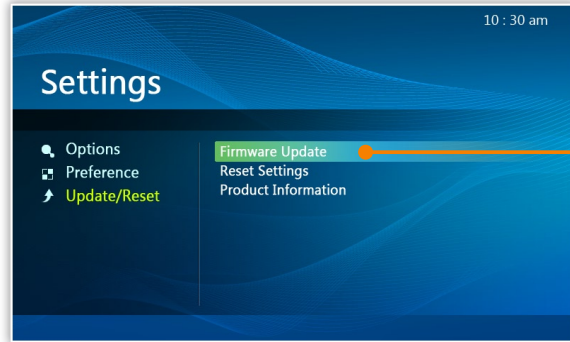 10 : 30 am
Settings
Options
Preference
Update/Reset
Firmware Update
Reset Settings
Product Information